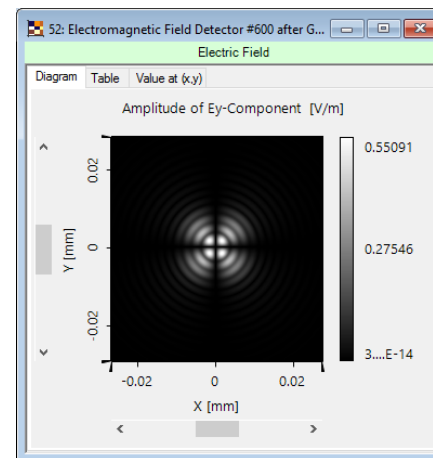 52: Electromagnetic Field Detector #600 after G...
Electric Field
Diagram Table Value at (x,y)
Amplitude of Ey-Component [V/m]
0.02
0
-0.02
Y [mm]
-0.02 0 0.02
X [mm]
0.55091
0.27546
3....E-14